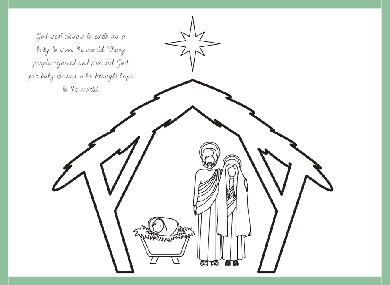 God sent Jesus to earth as a
baby to save the world. Many
people rejoiced and praised God
for baby Jesus who brought hope
to the world.